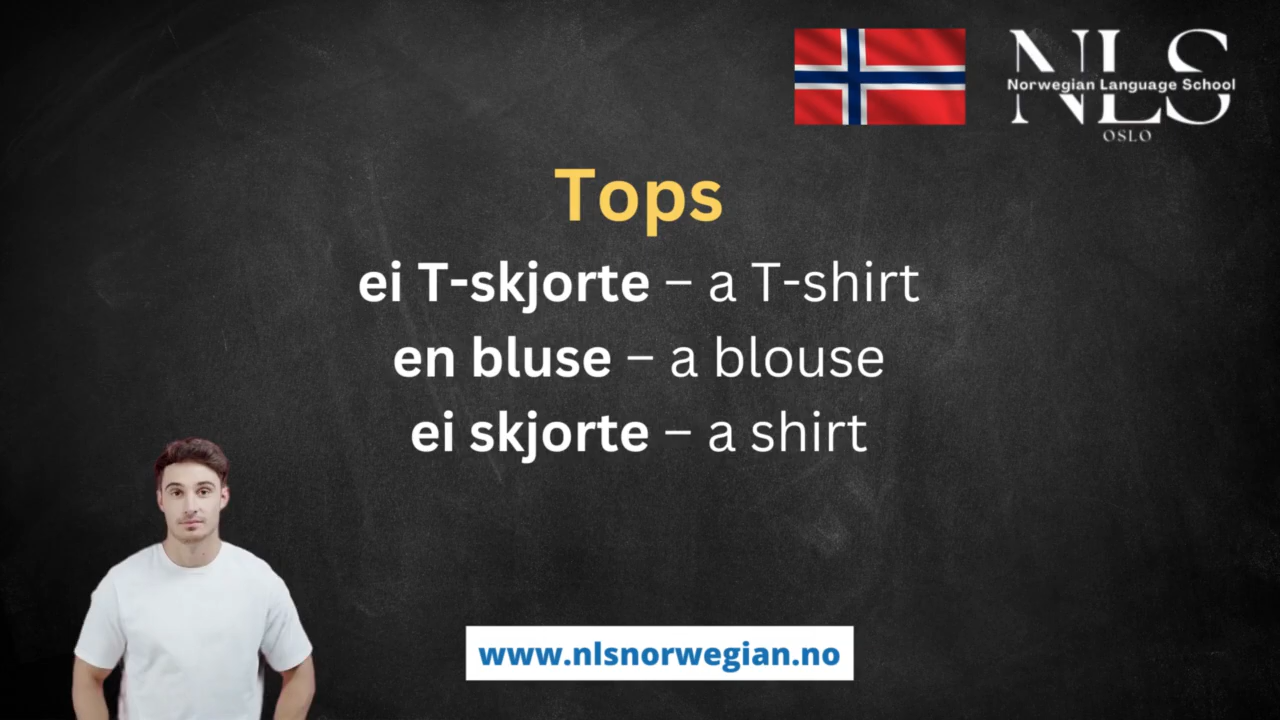 NLS
Norwegian Language School
OSLO
Tops
ei T-skjorte – a T-shirt
en bluse – a blouse
ei skjorte – a shirt
www.nlsnorwegian.no